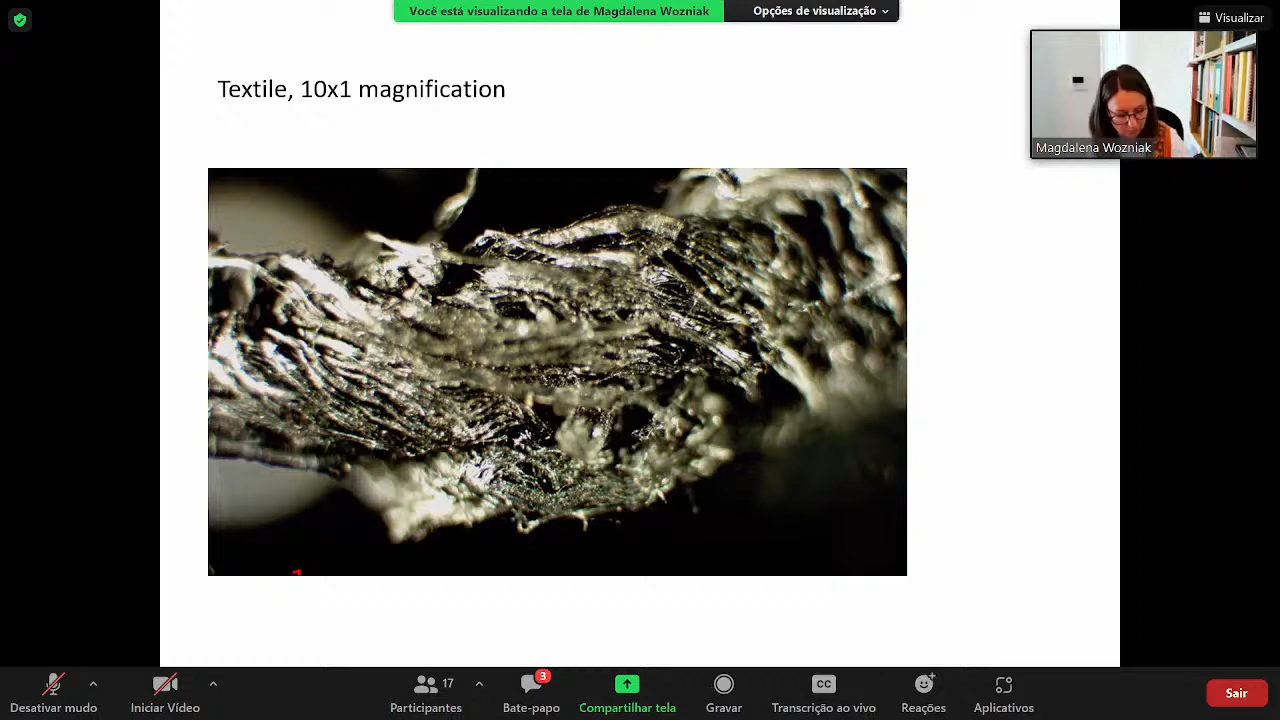 Você está visualizando a tela de Magdalena Wozniak
Opções de visualização
Visualizar
Textile, 10x1 magnification
Magdalena Wozniak
17
3
CC
Desativar mudo
Iniciar Vídeo
Participantes
Bate-papo
Compartilhar tela
Gravar
Transcrição ao vivo
Reações
Aplicativos
Sair